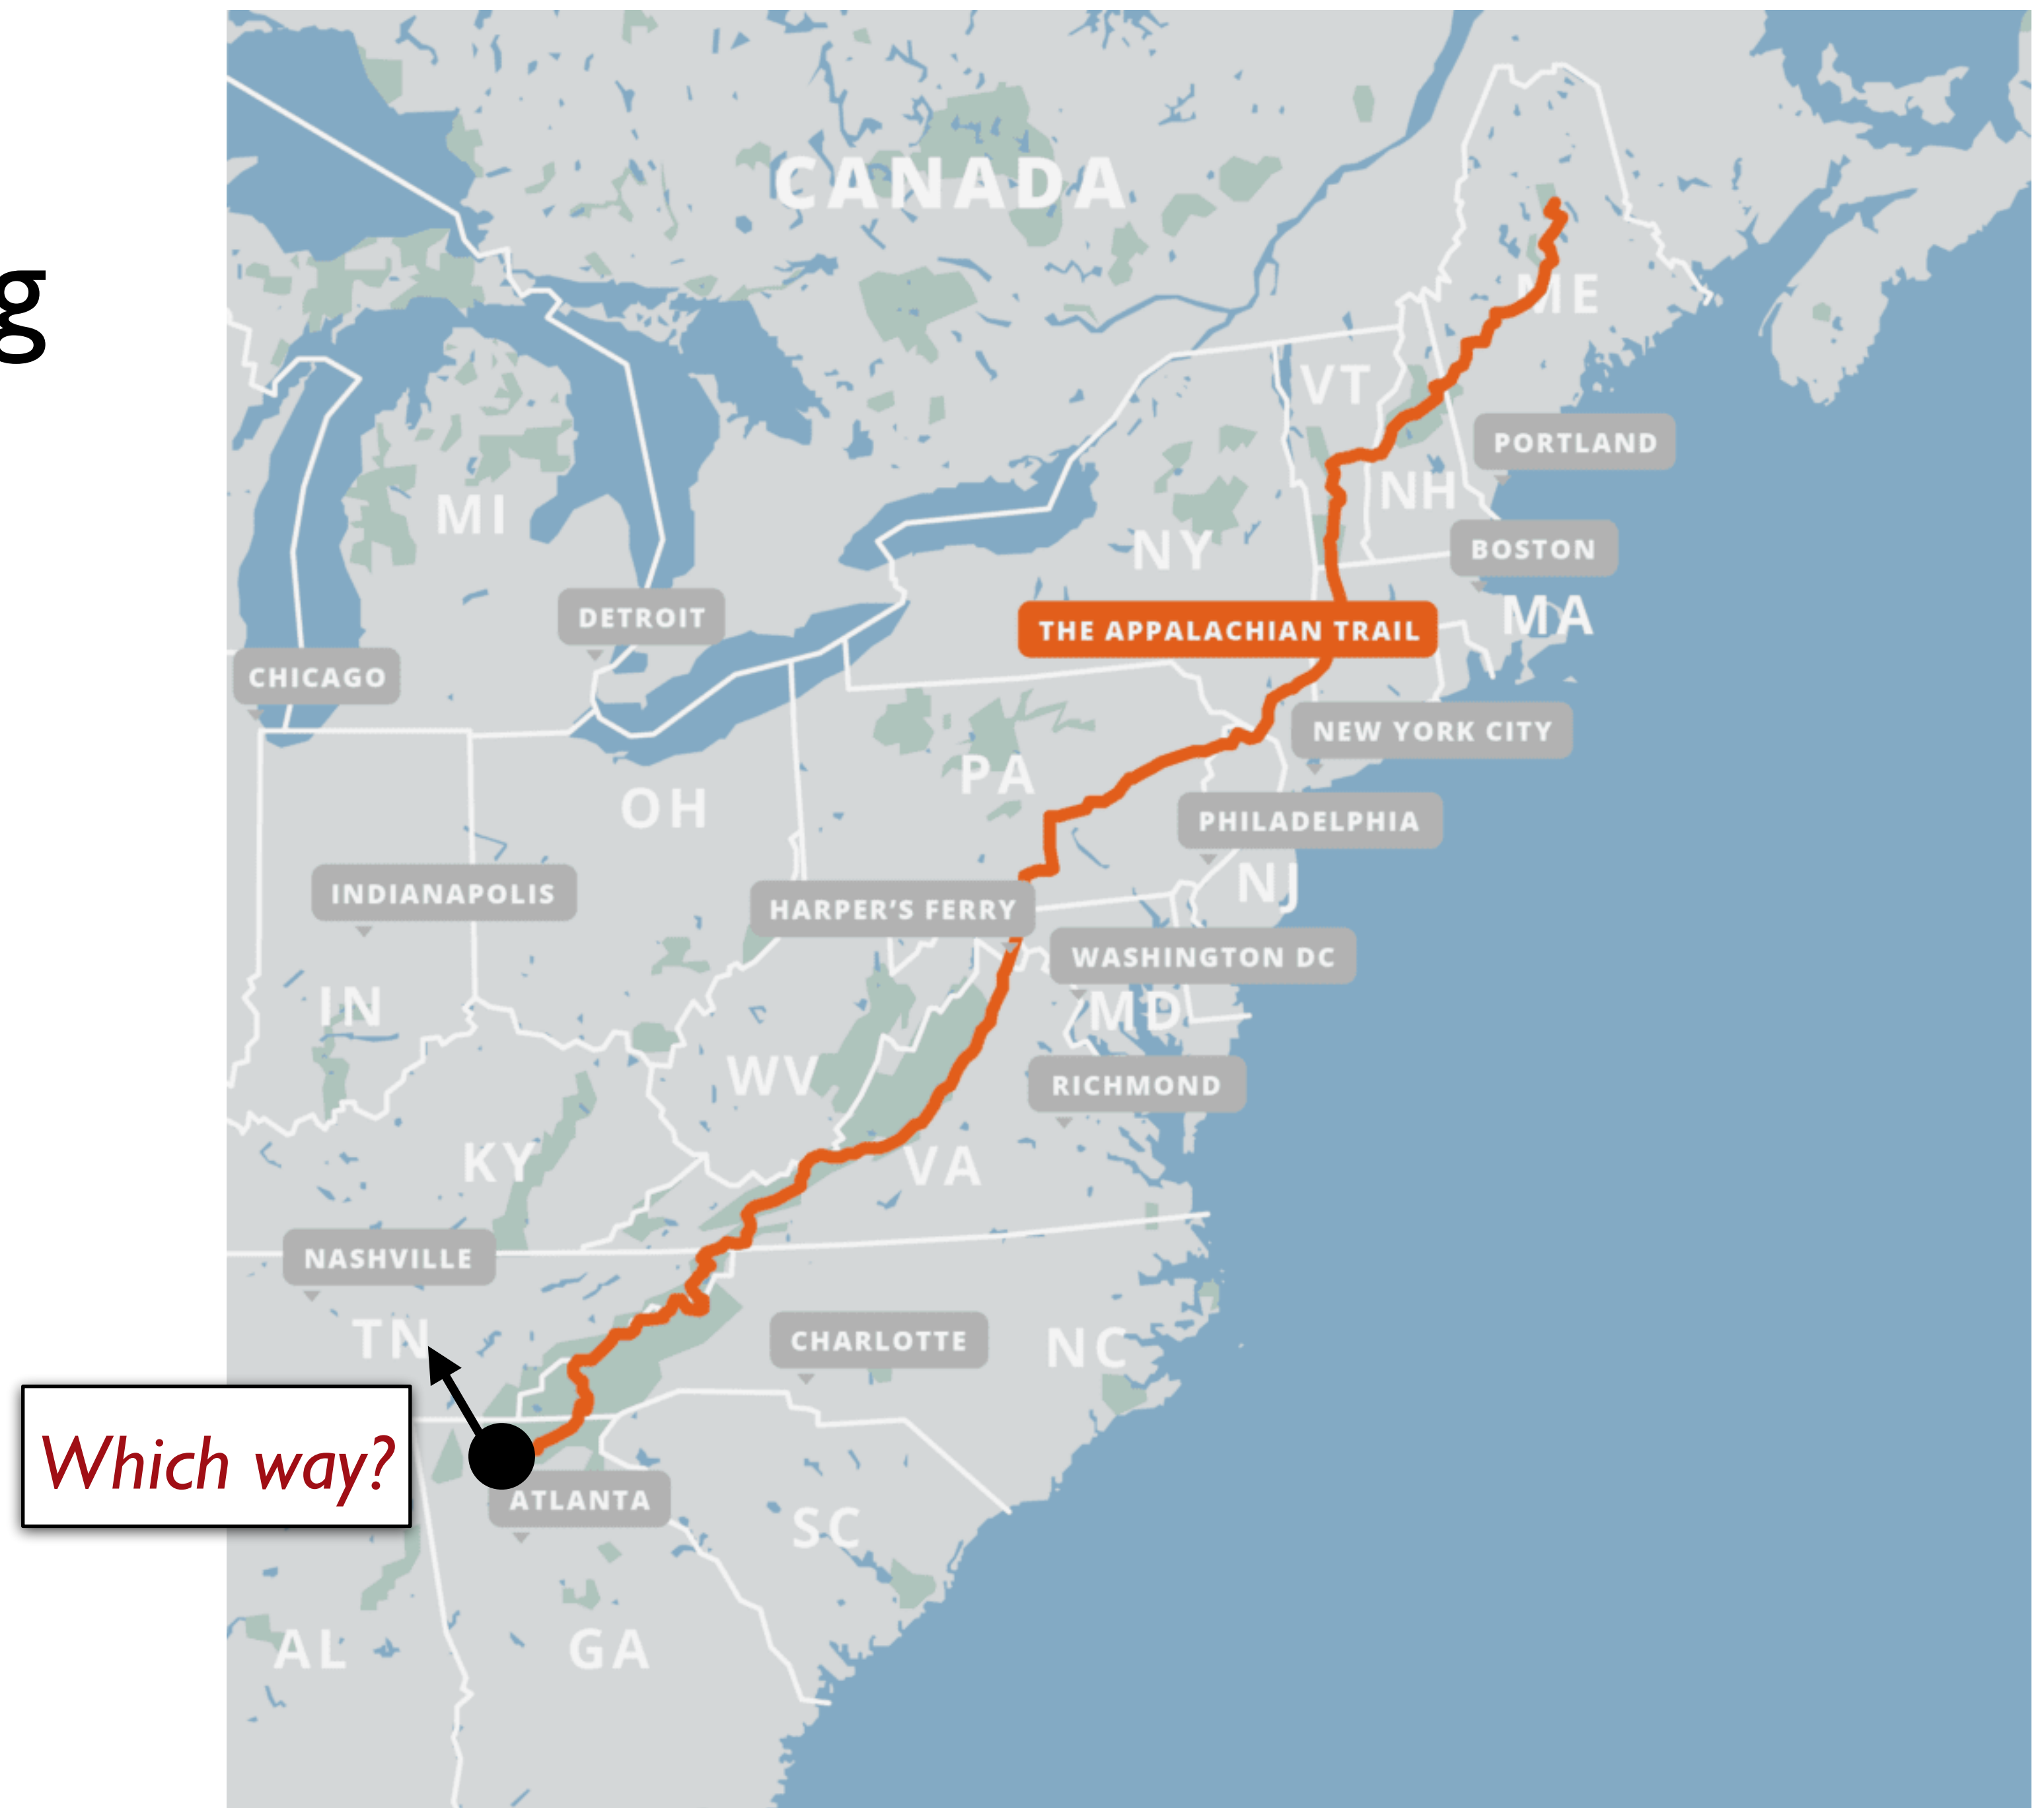 g
CANADA
ME
VT
PORTLAND
NH
MI
NY
BOSTON
DETROIT
MA
THE APPALACHIAN TRAIL
CHICAGO
NEW YORK CITY
PA
OH
PHILADELPHIA
INDIANAPOLIS
NJ
HARPER'S FERRY
WASHINGTON DC
IN
MD
WV
RICHMOND
KY
VA
NASHVILLE
TN
CHARLOTTE
NC
Which way?
ATLANTA
SC
AL
GA